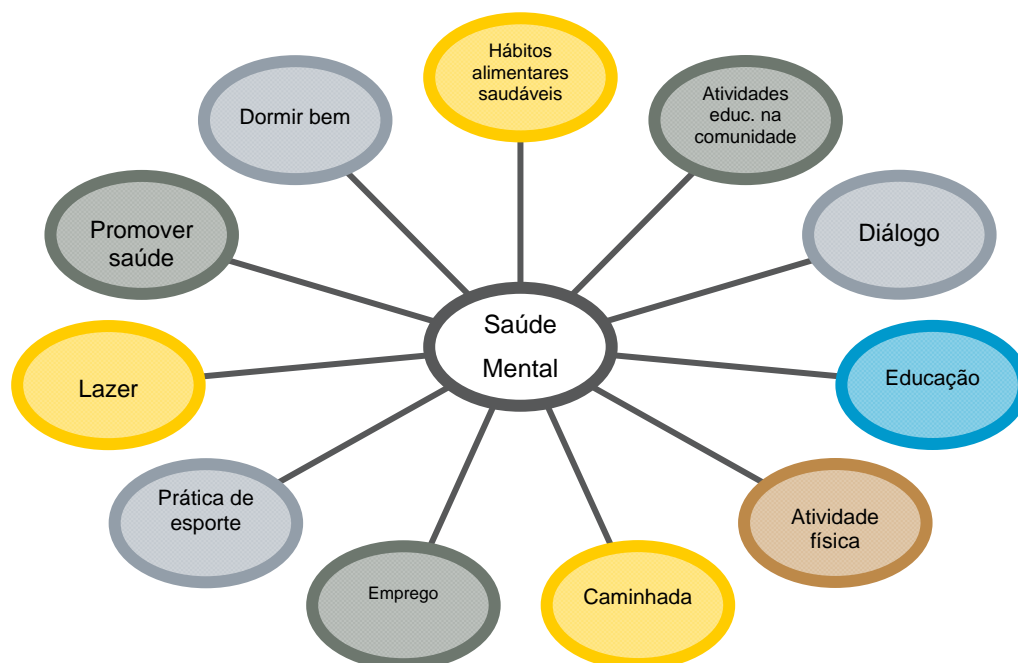 Hábitos
alimentares
saudáveis
Atividades
educ. na
comunidade
Dormir bem
Diálogo
Promover
saúde
Saúde
Mental
Educação
Lazer
Prática de
esporte
Atividade
física
Emprego
Caminhada